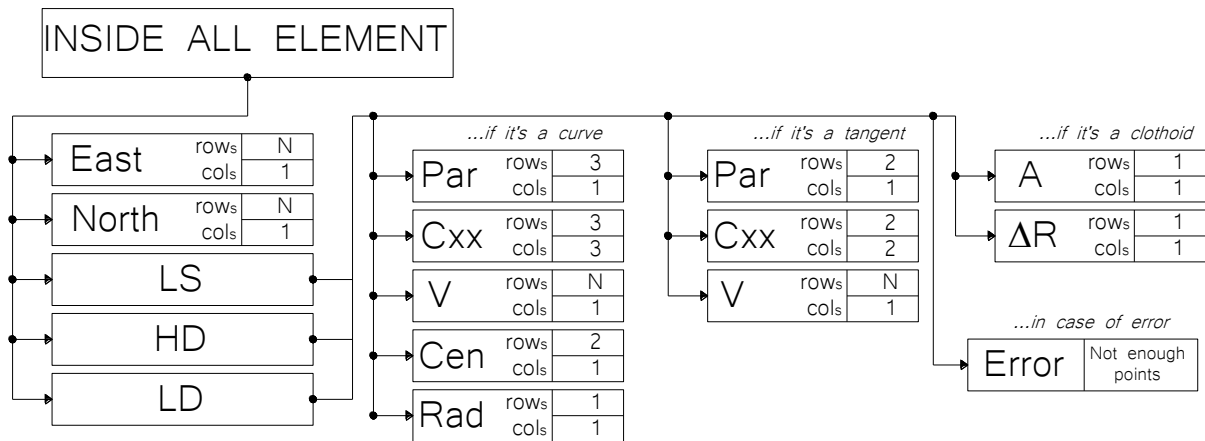 INSIDE ALL ELEMENT
East rows N
cols 1
North rows N
cols 1
LS
HD
LD
...if it's a curve
Par rows 3
cols 1
Cxx rows 3
cols 3
V rows N
cols 1
Cen rows 2
cols 1
Rad rows 1
cols 1
...if it's a tangent
Par rows 2
cols 1
Cxx rows 2
cols 2
V rows N
cols 1
...if it's a clothoid
A rows 1
cols 1
ΔR rows 1
cols 1
...in case of error
Error Not enough
points